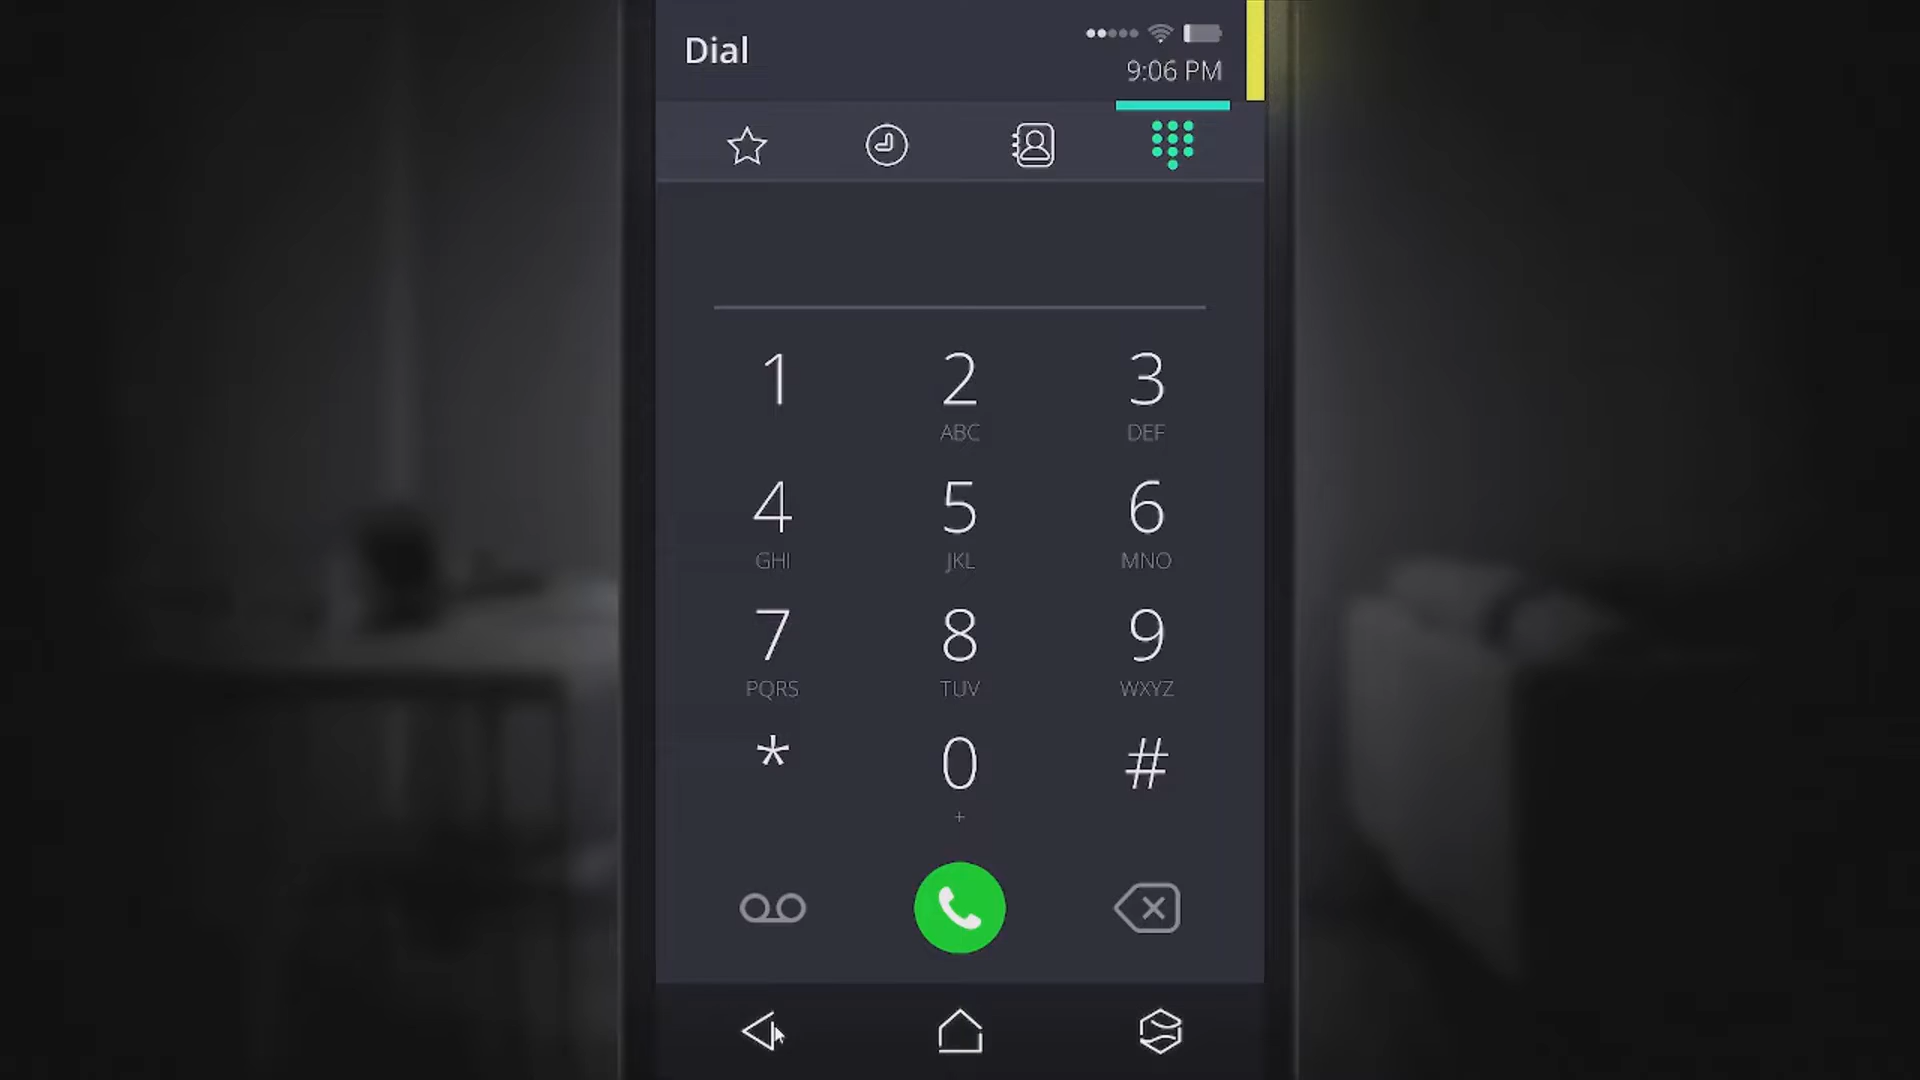 Dial
9:06 PM
1 2 3
ABC DEF
4 5 6
GHI JKL MNO
7 8 9
PQRS TUV WXYZ
* 0 #
+